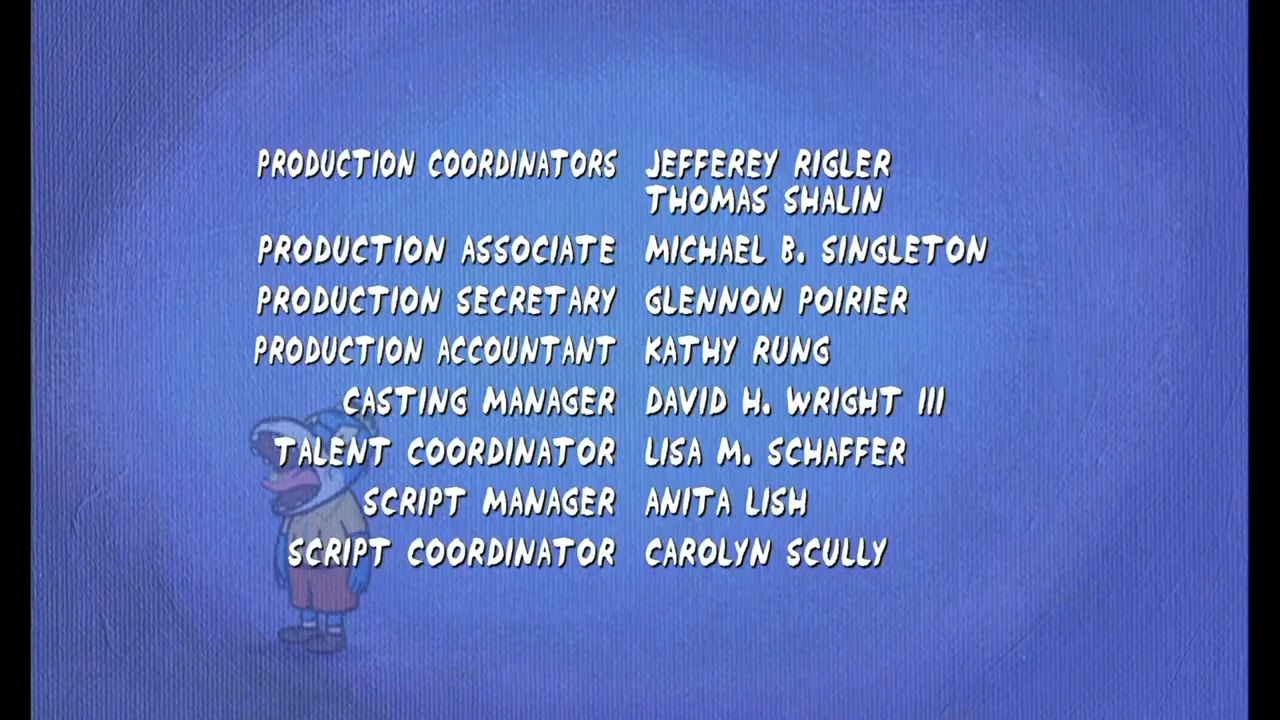 PRODUCTION COORDINATORS JEFFEREY RIGLER
THOMAS SHALIN
PRODUCTION ASSOCIATE MICHAEL B. SINGLETON
PRODUCTION SECRETARY GLENNON POIRIER
PRODUCTION ACCOUNTANT KATHY RUNG
CASTING MANAGER DAVID H. WRIGHT III
TALENT COORDINATOR LISA M. SCHAFFER
SCRIPT MANAGER ANITA LISH
SCRIPT COORDINATOR CAROLYN SCULLY